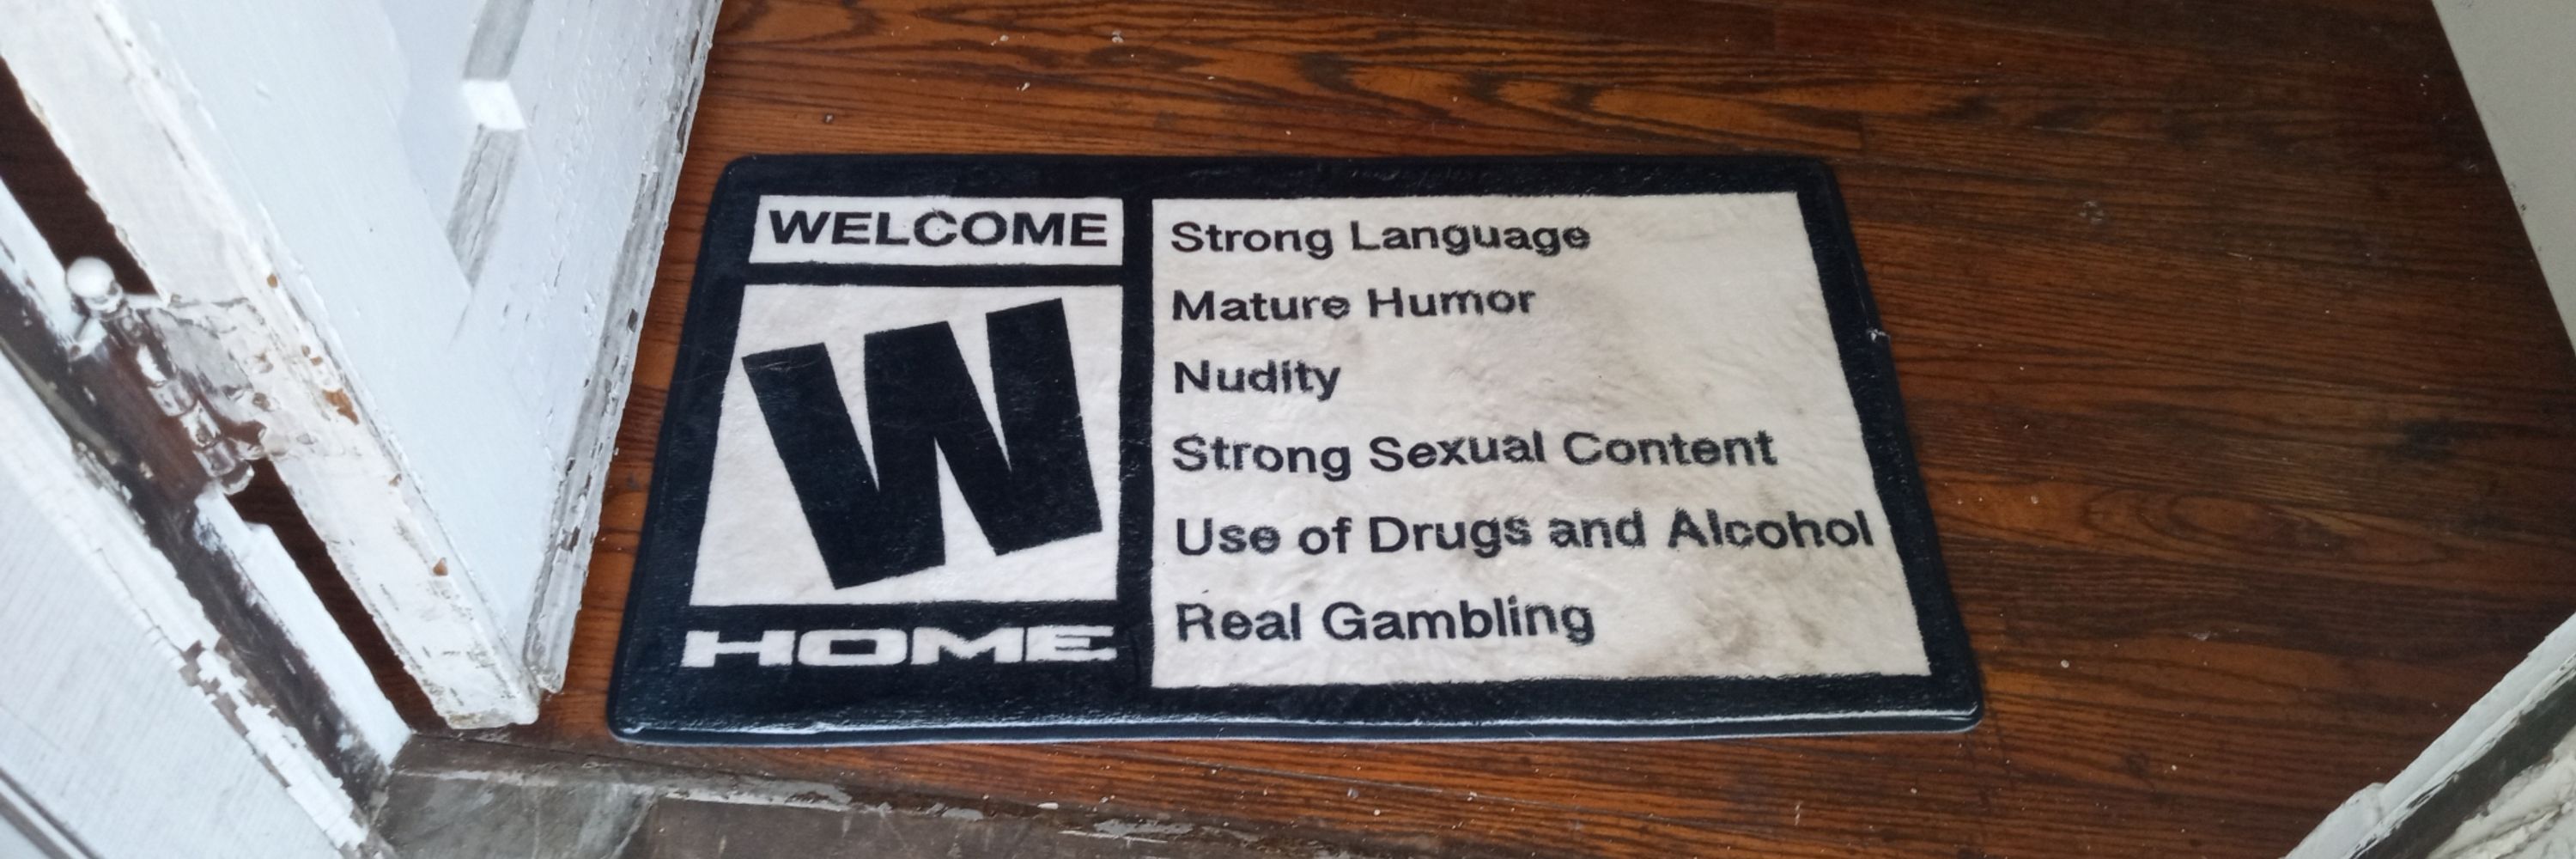 WELCOME
W
HOME
Strong Language
Mature Humor
Nudity
Strong Sexual Content
Use of Drugs and Alcohol
Real Gambling